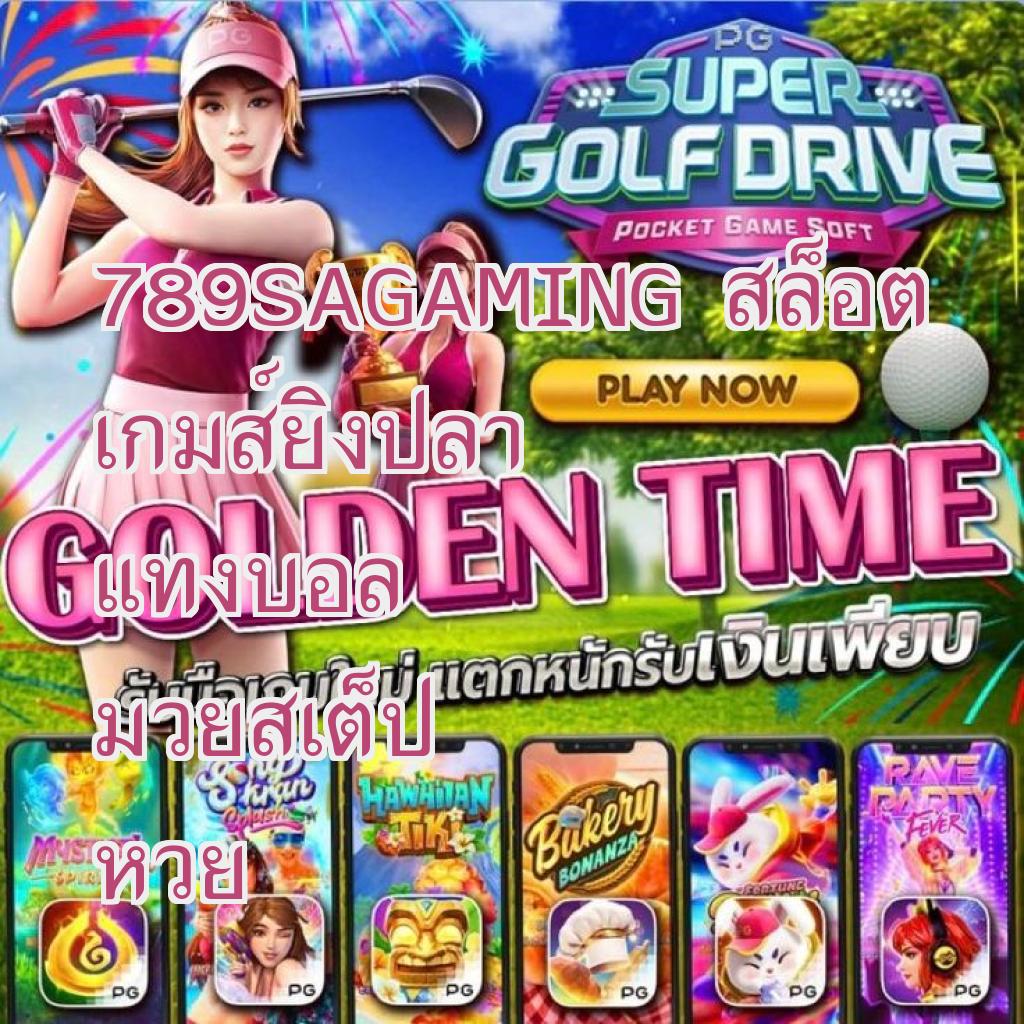 PG
PG
SUPER
GOLF DRIVE
POCKET GAME SOFT
789SAGAMING สล็อต
PLAY NOW
เกมส์ยิงปลา
GOLDEN TIME
แทงบอล
แตกหนักรับเงินเพียบ
มวยสเต็ป
หวย
HAWAIIAN
TIKI
Bakery
BONANZA
RAVE
PARTY
FEVER
PG
PG
PG
PG
PG
PG